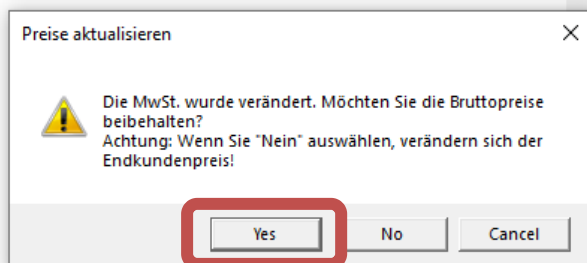 Preise aktualisieren
Die MwSt. wurde verändert. Möchten Sie die Bruttopreise
beibehalten?
Achtung: Wenn Sie "Nein" auswählen, verändern sich der
Endkundenpreis!
Yes
No
Cancel